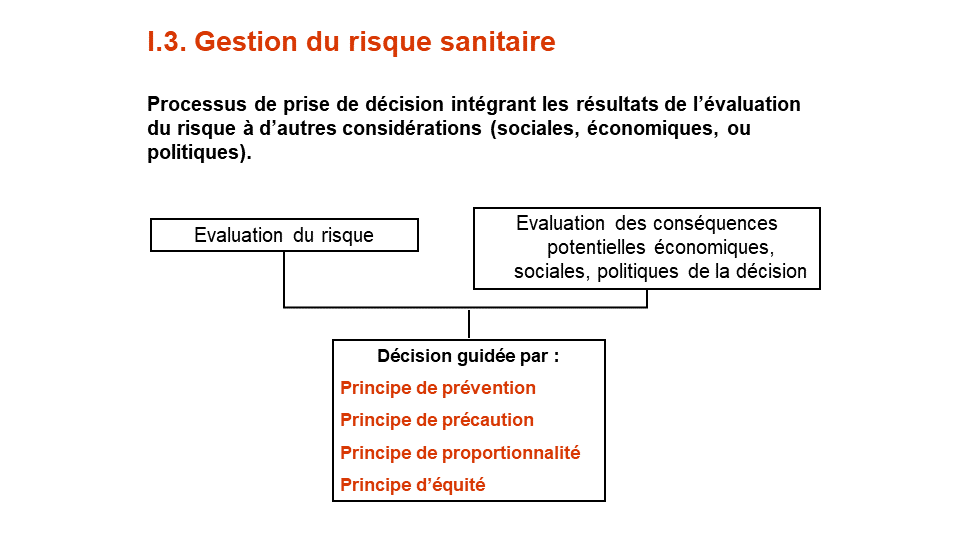 I.3. Gestion du risque sanitaire
Processus de prise de décision intégrant les résultats de l’évaluation
du risque à d’autres considérations (sociales, économiques, ou
politiques).
Evaluation du risque
Evaluation des conséquences
potentielles économiques,
sociales, politiques de la décision
Décision guidée par :
Principe de prévention
Principe de précaution
Principe de proportionnalité
Principe d’équité